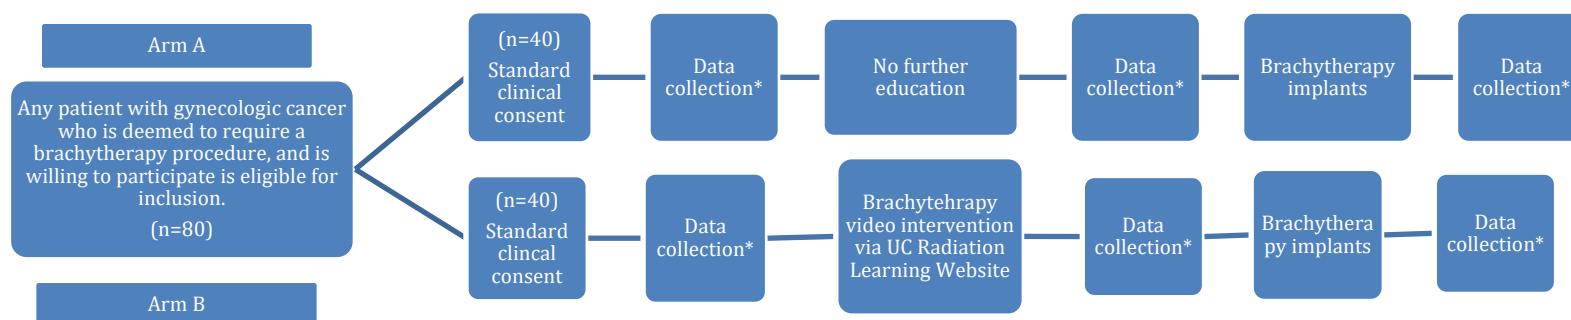 Arm A
Any patient with gynecologic cancer
who is deemed to require a
brachytherapy procedure, and is
willing to participate is eligible for
inclusion.
(n=80)
Arm B
(n=40)
Standard
clinical
consent
Data
collection*
No further
education
Data
collection*
Brachytherapy
implants
Data
collection*
(n=40)
Standard
clincal
consent
Data
collection*
Brachytehrapy
video intervention
via UC Radiation
Learning Website
Data
collection*
Brachythera
py implants
Data
collection*